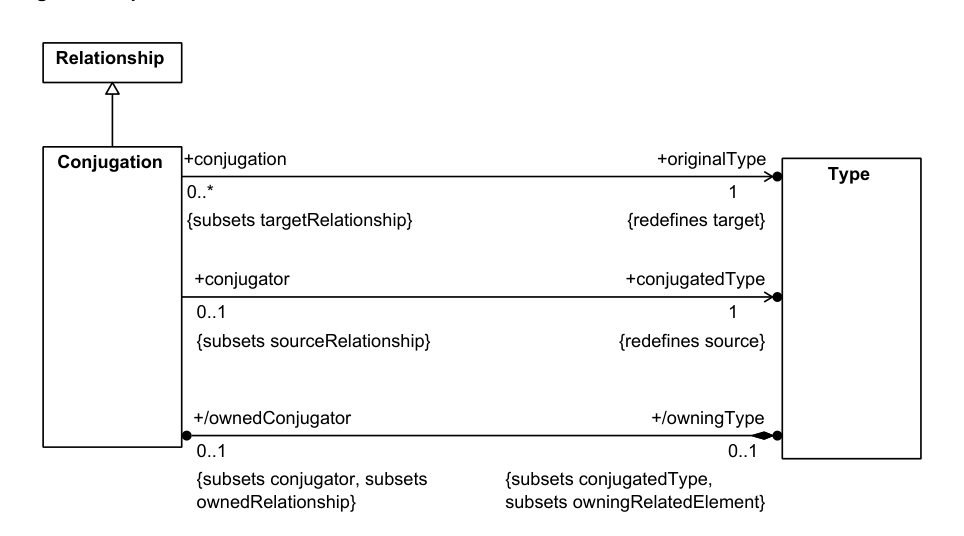 Relationship
Conjugation
Type
+conjugation
+originalType
0..*
1
{subsets targetRelationship}
{redefines target}
+conjugator
+conjugatedType
0..1
1
{subsets sourceRelationship}
{redefines source}
+/ownedConjugator
+/owningType
0..1
0..1
{subsets conjugator, subsets
ownedRelationship}
{subsets conjugatedType,
subsets owningRelatedElement}